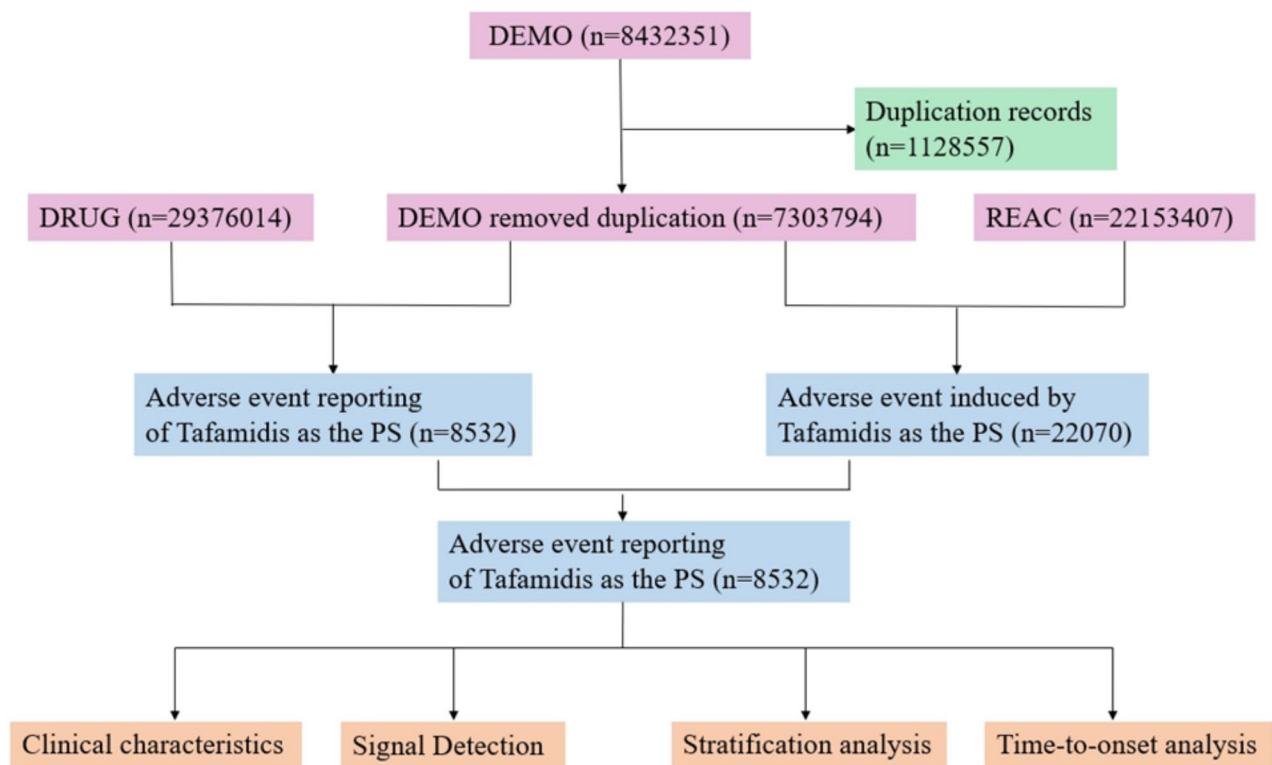 DEMO (n=8432351)
Duplication records
(n=1128557)
DRUG (n=29376014)
DEMO removed duplication (n=7303794)
REAC (n=22153407)
Adverse event reporting
of Tafamidis as the PS (n=8532)
Adverse event induced by
Tafamidis as the PS (n=22070)
Adverse event reporting
of Tafamidis as the PS (n=8532)
Clinical characteristics
Signal Detection
Stratification analysis
Time-to-onset analysis